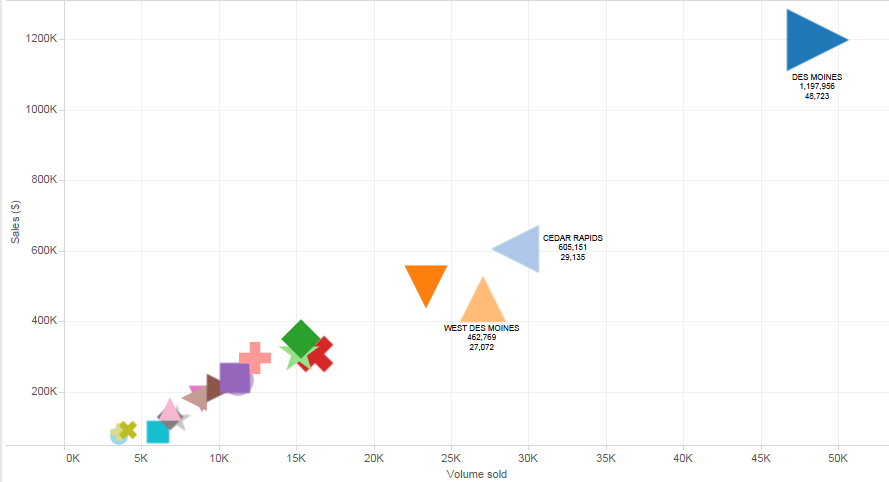 1200K
1000K
800K
600K
400K
200K
Sales ($)
DES MOINES
1,197,956
48,723
CEDAR RAPIDS
605,151
29,135
WEST DES MOINES
462,769
27,072
0K 5K 10K 15K 20K 25K 30K 35K 40K 45K 50K
Volume sold